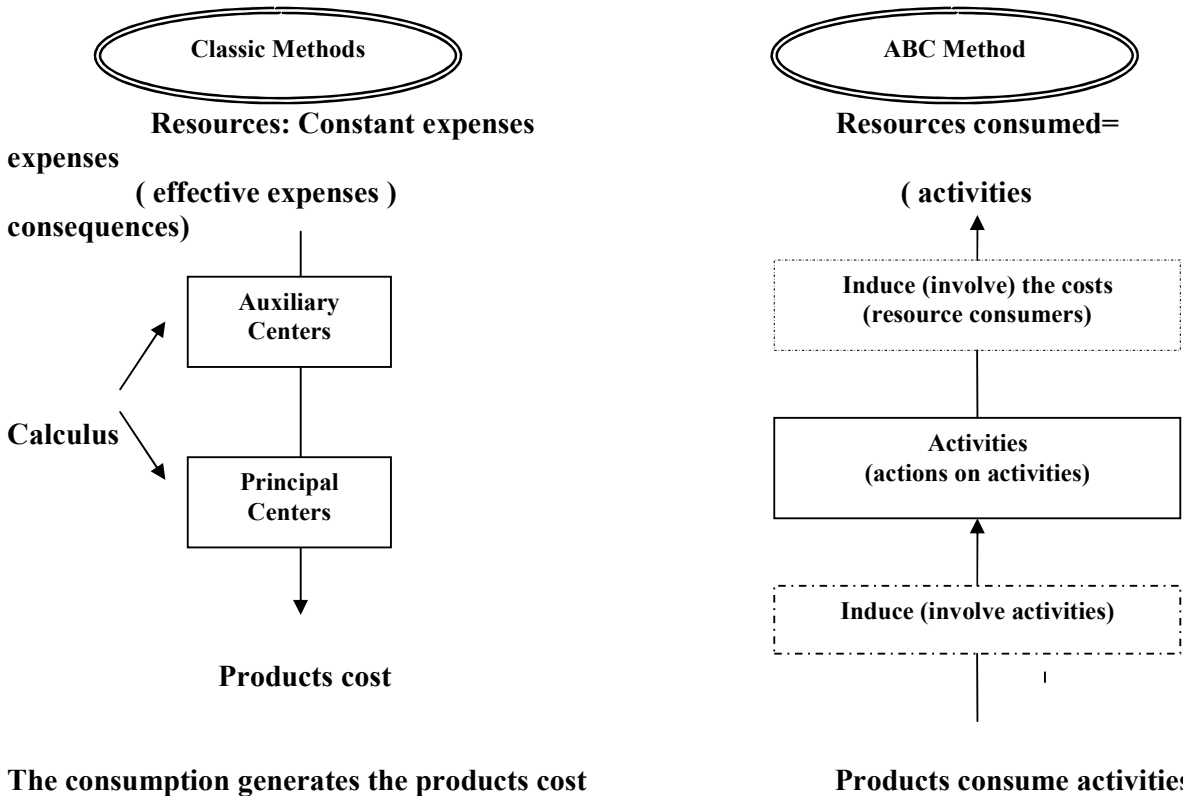 Classic Methods
ABC Method
Resources: Constant expenses
Resources consumed=
expenses
( effective expenses )
( activities
consequences)
Auxiliary
Centers
Induce (involve) the costs
(resource consumers)
Calculus
Activities
(actions on activities)
Principal
Centers
Induce (involve activities)
Products cost
The consumption generates the products cost
Products consume activities